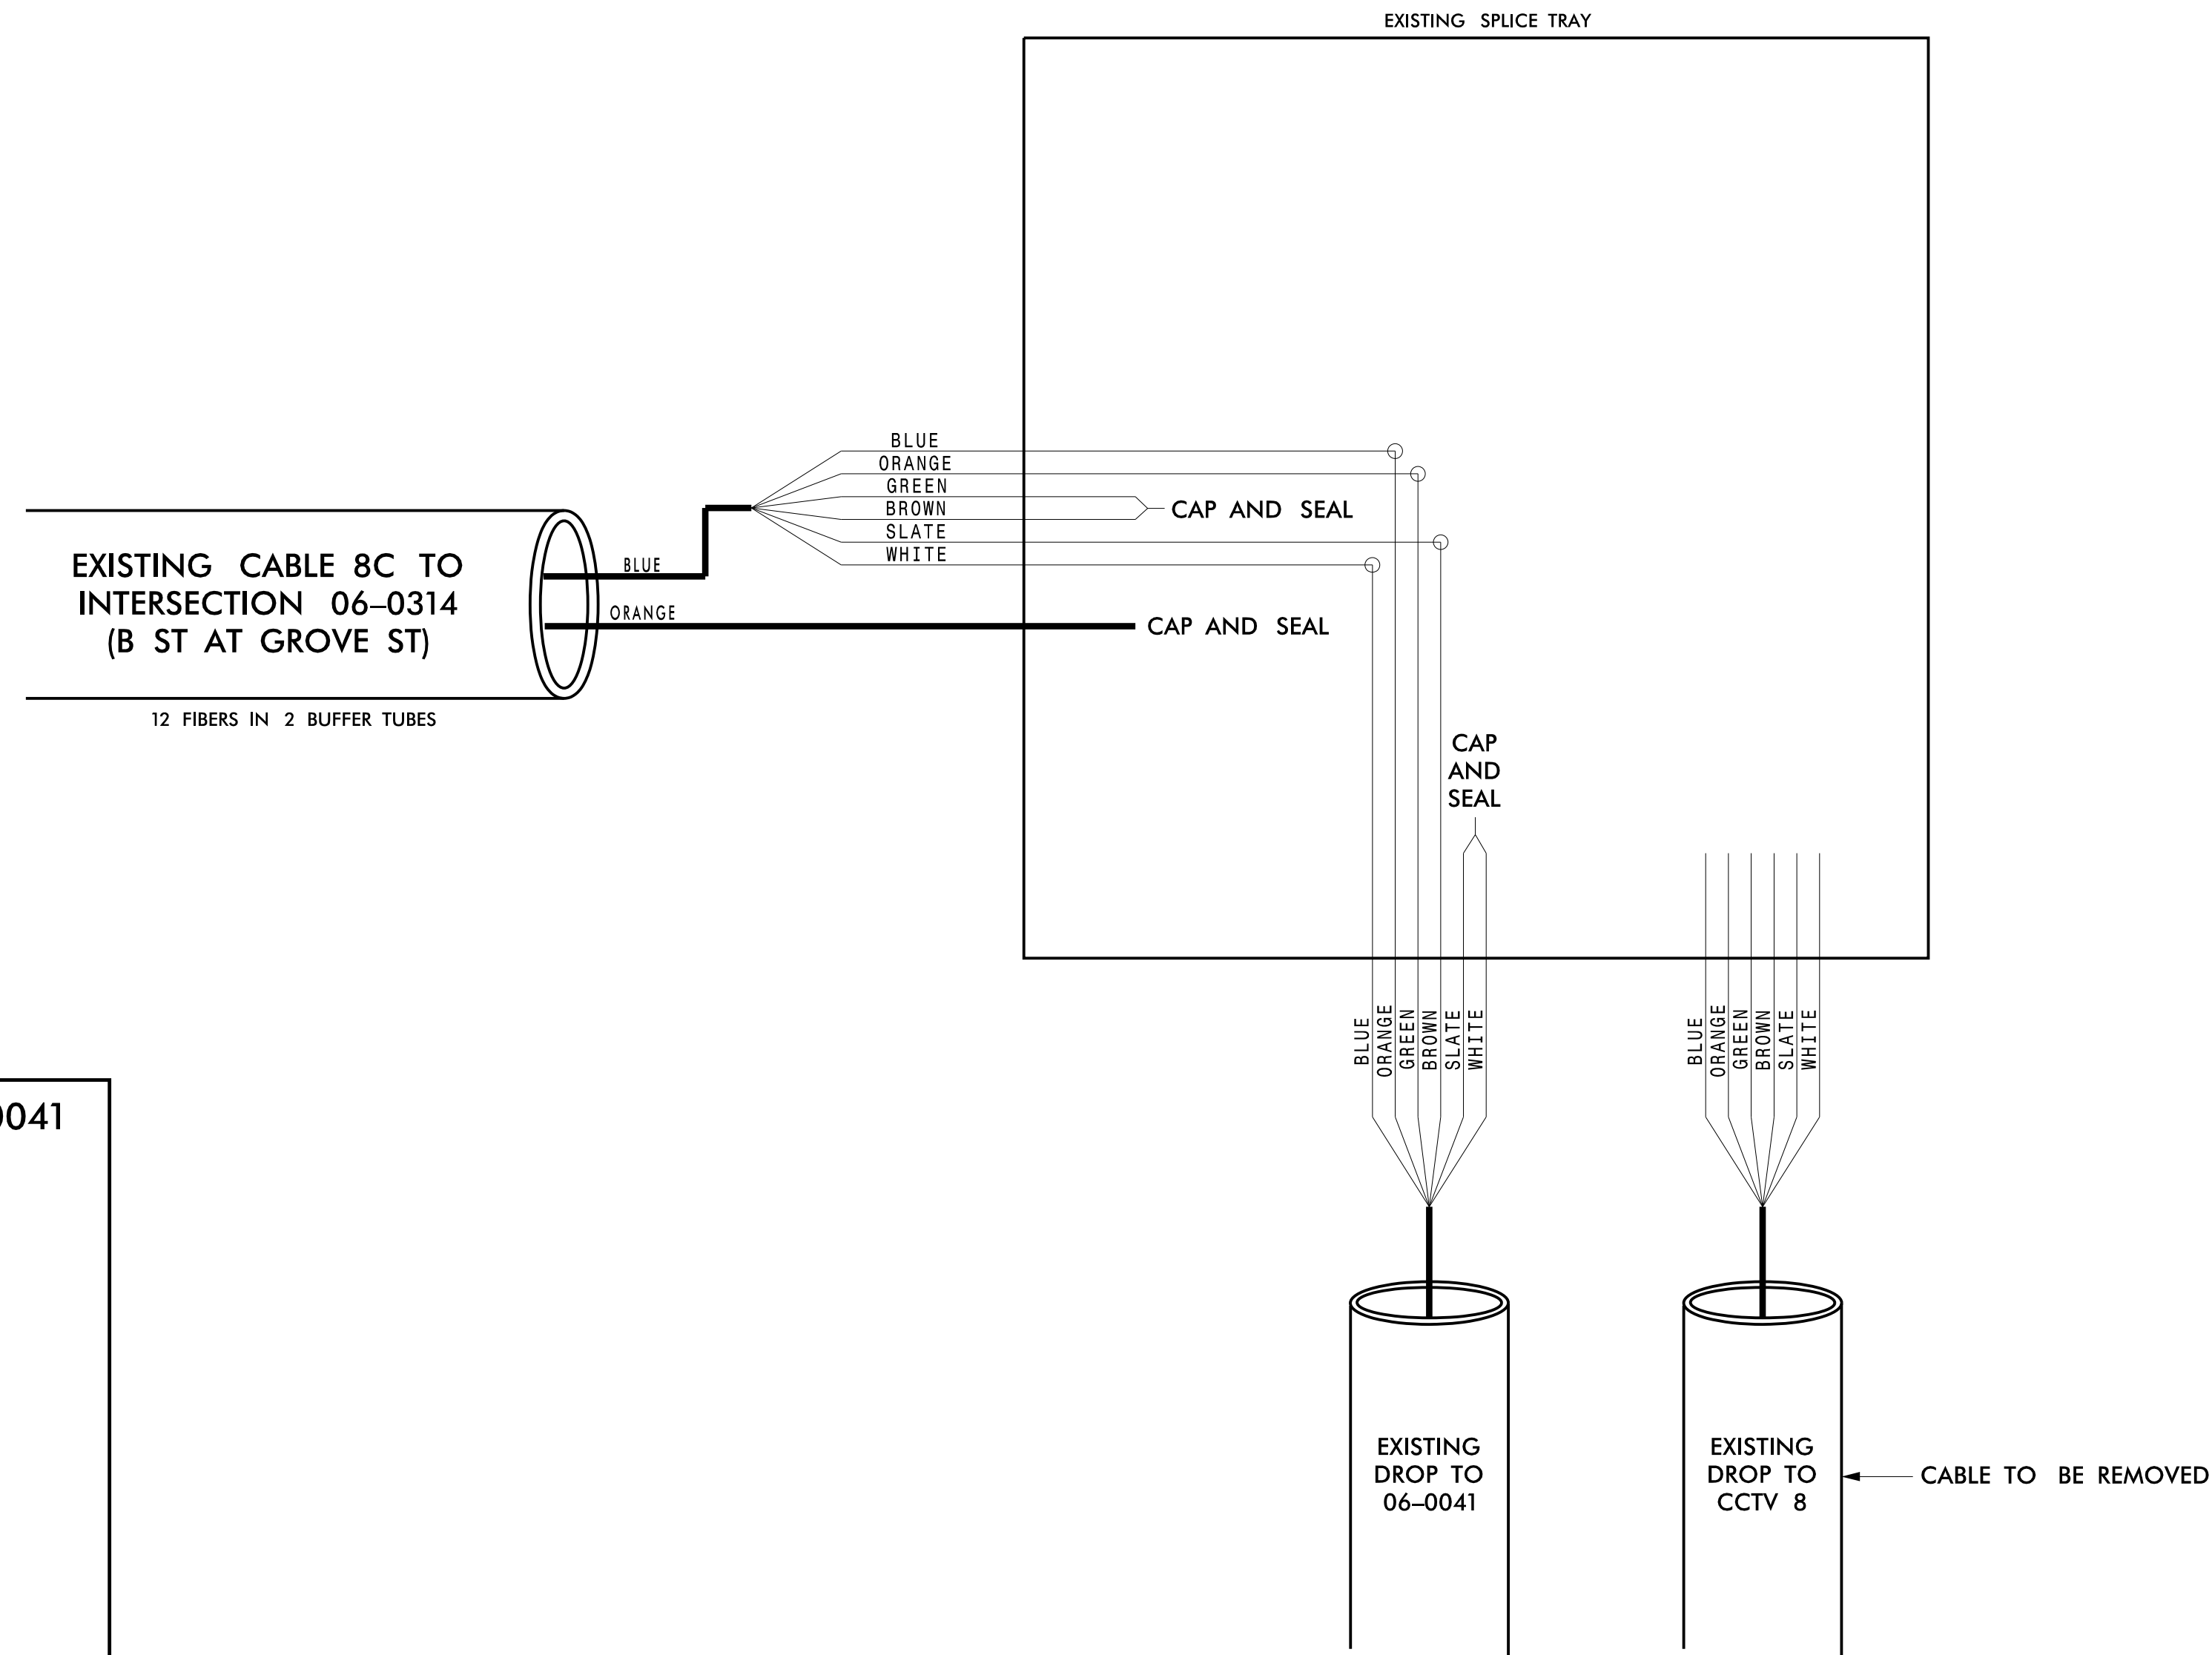 EXISTING SPLICE TRAY
BLUE
ORANGE
GREEN
BROWN
SLATE
WHITE
CAP AND SEAL
EXISTING CABLE 8C TO
INTERSECTION 06-0314
(B ST AT GROVE ST)
12 FIBERS IN 2 BUFFER TUBES
BLUE
ORANGE
CAP AND SEAL
CAP
AND
SEAL
BLUE
ORANGE
GREEN
BROWN
SLATE
WHITE
BLUE
ORANGE
GREEN
BROWN
SLATE
WHITE
0041
EXISTING
DROP TO
06-0041
EXISTING
DROP TO
CCTV 8
CABLE TO BE REMOVED